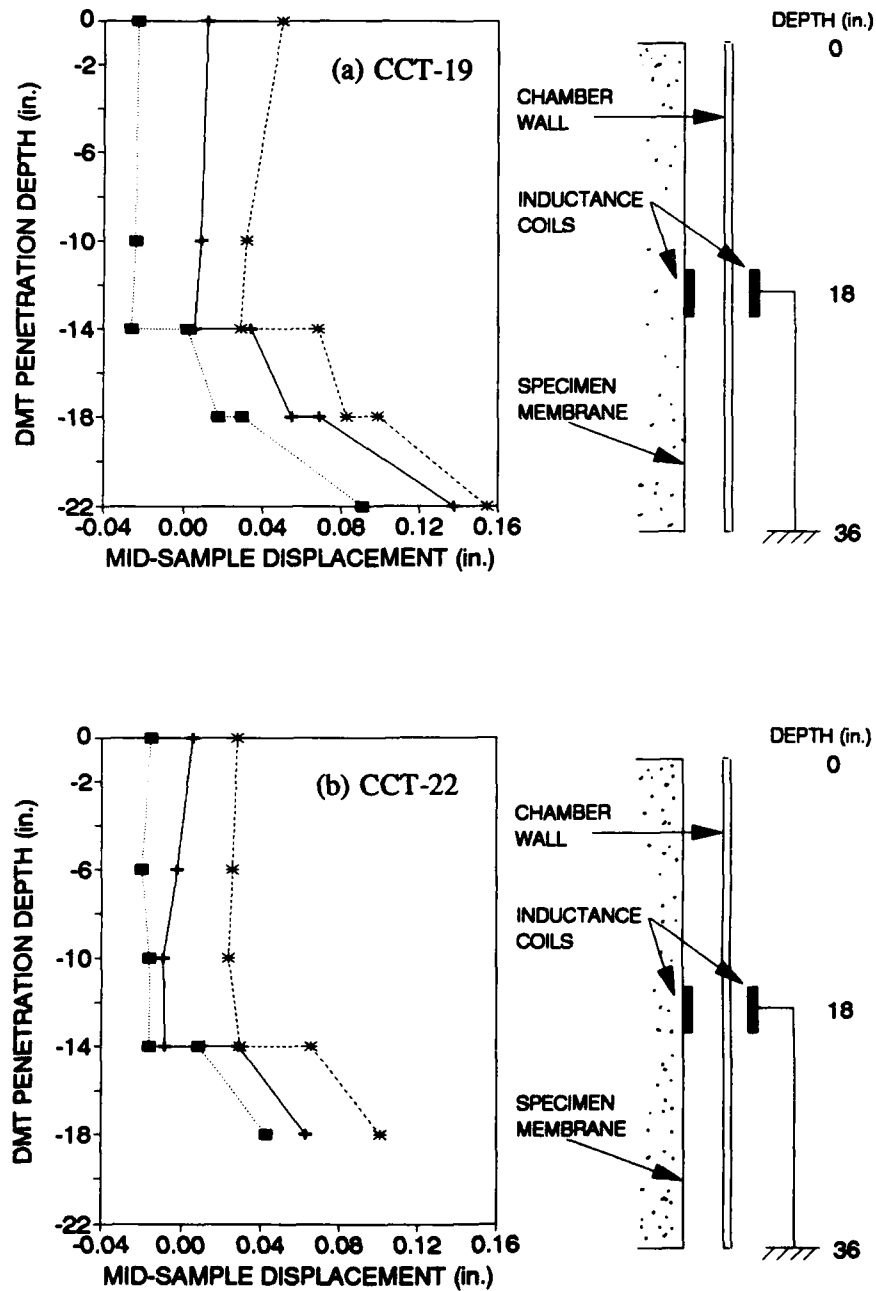 DEPTH (in.)
0
(a) CCT-19
CHAMBER
WALL
INDUCTANCE
COILS
18
SPECIMEN
MEMBRANE
36
DMT PENETRATION DEPTH (in.)
0
-2
-6
-10
-14
-18
-22
-0.04 0.00 0.04 0.08 0.12 0.16
MID-SAMPLE DISPLACEMENT (in.)
DEPTH (in.)
0
(b) CCT-22
CHAMBER
WALL
INDUCTANCE
COILS
18
SPECIMEN
MEMBRANE
36
DMT PENETRATION DEPTH (in.)
0
-2
-6
-10
-14
-18
-22
-0.04 0.00 0.04 0.08 0.12 0.16
MID-SAMPLE DISPLACEMENT (in.)